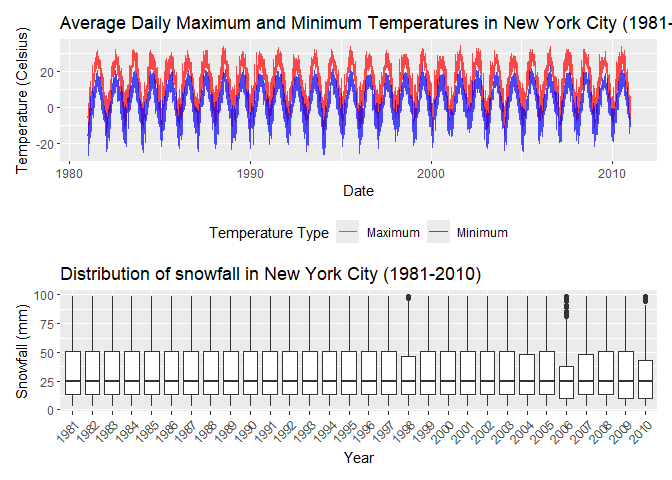 Average Daily Maximum and Minimum Temperatures in New York City (1981-
Temperature (Celsius)
20
0
-20
1980 1990 2000 2010
Date
Temperature Type Maximum Minimum
Distribution of snowfall in New York City (1981-2010)
Snowfall (mm)
100
75
50
25
0
1981 1982 1983 1984 1985 1986 1987 1988 1989 1990 1991 1992 1993 1994 1995 1996 1997 1998 1999 2000 2001 2002 2003 2004 2005 2006 2007 2008 2009 2010
Year